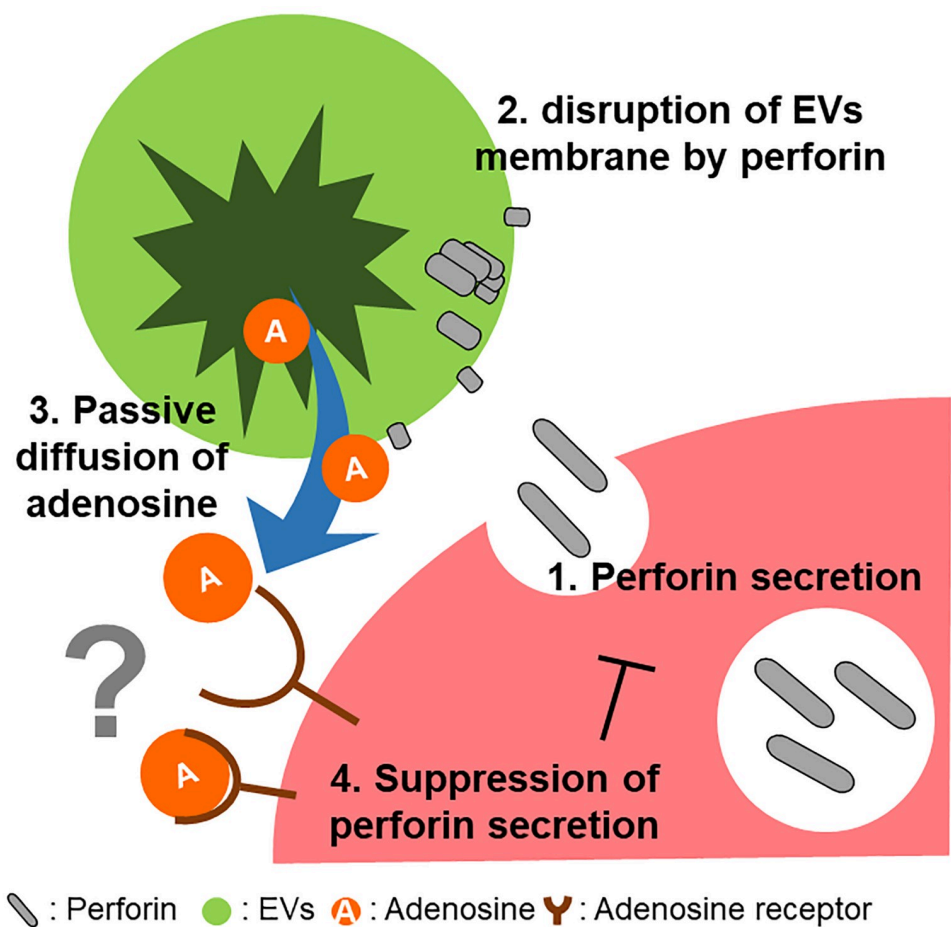 2. disruption of EVs
membrane by perforin
A
3. Passive
diffusion of
adenosine
A
A
1. Perforin secretion
?
A
4. Suppression of
perforin secretion
: Perforin : EVs A : Adenosine : Adenosine receptor